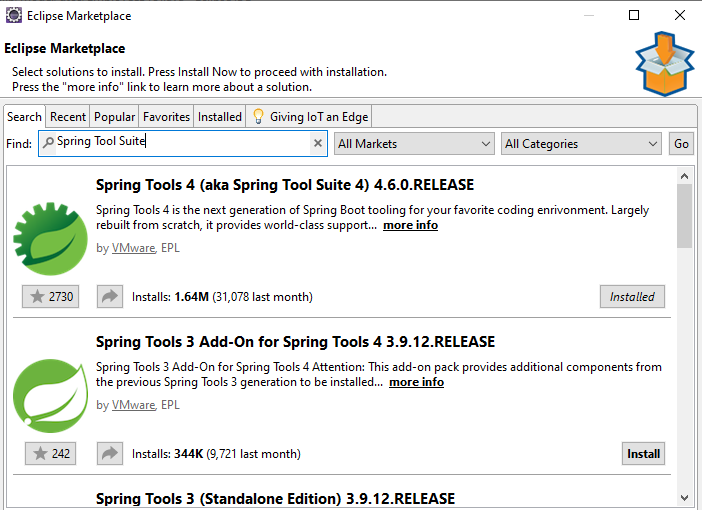 Eclipse Marketplace
Eclipse Marketplace
Select solutions to install. Press Install Now to proceed with installation.
Press the "more info" link to learn more about a solution.
Search Recent Popular Favorites Installed Giving IoT an Edge
Find: Spring Tool Suite All Markets All Categories Go
Spring Tools 4 (aka Spring Tool Suite 4) 4.6.0.RELEASE
Spring Tools 4 is the next generation of Spring Boot tooling for your favorite coding enrivonment. Largely
rebuilt from scratch, it provides world-class support... more info
by VMware, EPL
2730 Installs: 1.64M (31,078 last month) Installed
Spring Tools 3 Add-On for Spring Tools 4 3.9.12.RELEASE
Spring Tools 3 Add-On for Spring Tools 4 Attention: This add-on pack provides additional components from
the previous Spring Tools 3 generation to be installed... more info
by VMware, EPL
242 Installs: 344K (9,721 last month) Install
Spring Tools 3 (Standalone Edition) 3.9.12.RELEASE